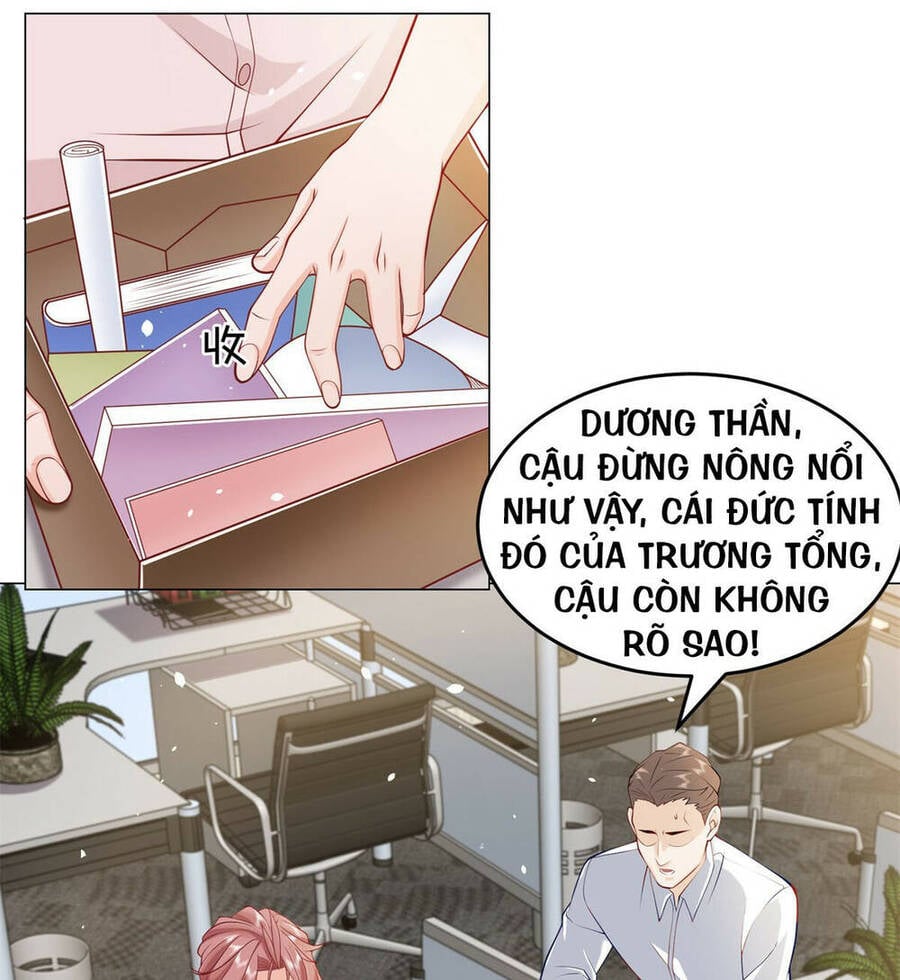 收
DƯƠNG THẦN,
CẬU ĐỪNG NÔNG NỔI
NHƯ VẬY, CÁI ĐỨC TÍNH
ĐÓ CỦA TRƯƠNG TỔNG,
CẬU CÒN KHÔNG
RÕ SAO!